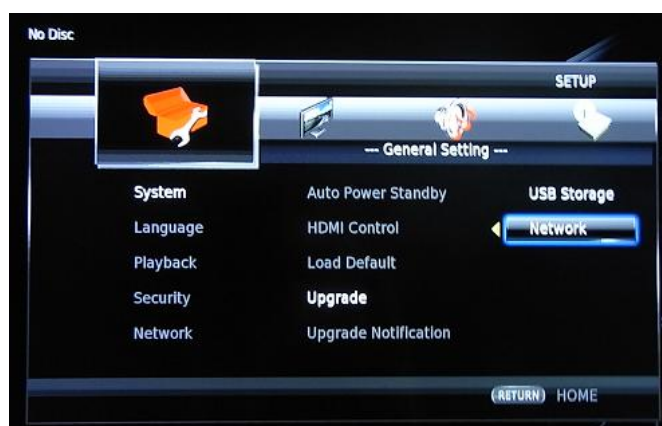 No Disc
SETUP
--- General Setting ---
System
Auto Power Standby
USB Storage
Language
HDMI Control
Network
Playback
Load Default
Security
Upgrade
Network
Upgrade Notification
RETURN HOME